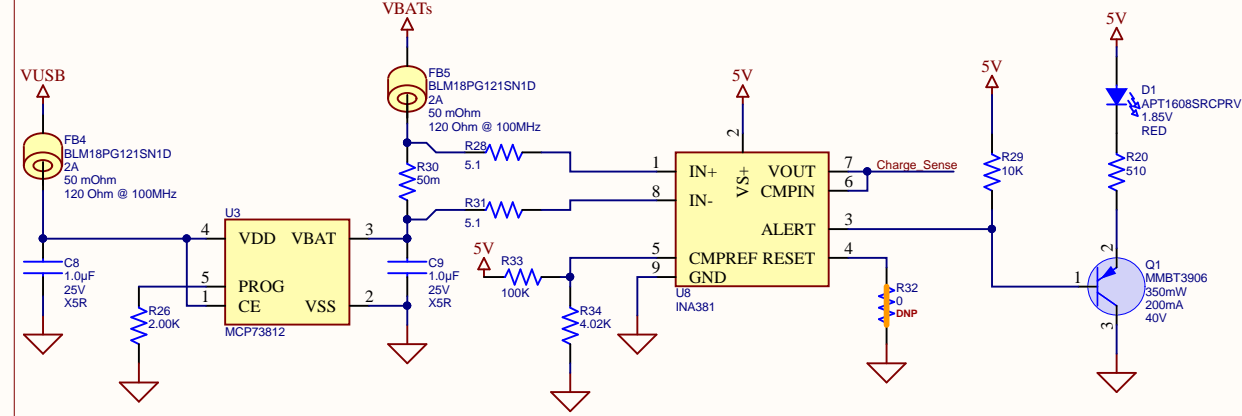 VBATs
VUSB
FB5
BLM18PG121SN1D
2A
50 mOhm
120 Ohm @ 100MHz
FB4
BLM18PG121SN1D
2A
50 mOhm
120 Ohm @ 100MHz
5V
5V
5V
D1
APT1608SRCPRV
1.85V
RED
R28
5.1
R30
50m
R31
5.1
R29
10K
R20
510
U3
4
VDD
VBAT
3
5
PROG
1
CE
VSS
2
MCP73812
C8
1.0µF
25V
X5R
C9
1.0µF
25V
X5R
R26
2.00K
5V
R33
100K
R34
4.02K
2
VS+
1
IN+
8
IN-
5
CMPREF
9
GND
VOUT
7
CMPIN
6
ALERT
3
RESET
4
U8
INA381
Charge_Sense
R32
0
DNP
1
2
3
Q1
MMBT3906
350mW
200mA
40V